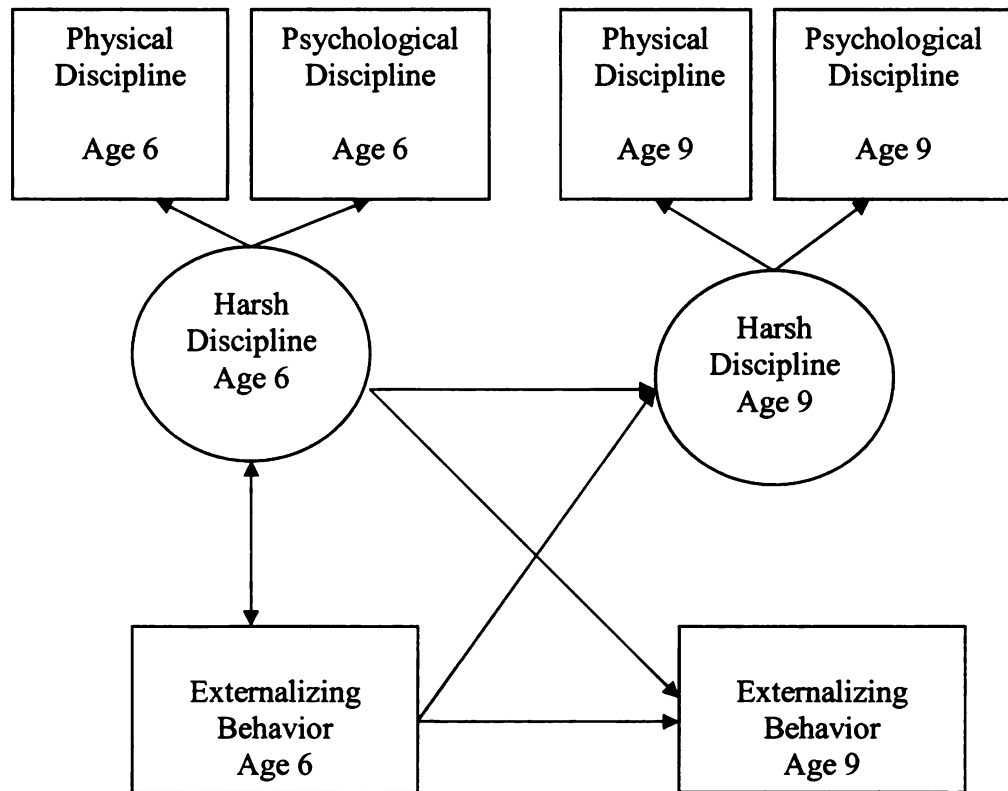 Physical
Discipline
Age 6
Psychological
Discipline
Age 6
Physical
Discipline
Age 9
Psychological
Discipline
Age 9
Harsh
Discipline
Age 6
Harsh
Discipline
Age 9
Externalizing
Behavior
Age 6
Externalizing
Behavior
Age 9